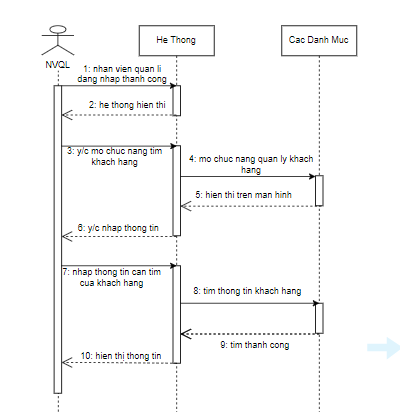 He Thong
Cac Danh Muc
NVQL
1: nhan vien quan li
dang nhap thanh cong
2: he thong hien thi
3: y/c mo chuc nang tim
khach hang
4: mo chuc nang quan ly khach
hang
5: hien thi tren man hinh
6: y/c nhap thong tin
7: nhap thong tin can tim
cua khach hang
8: tim thong tin khach hang
9: tim thanh cong
10: hien thi thong tin